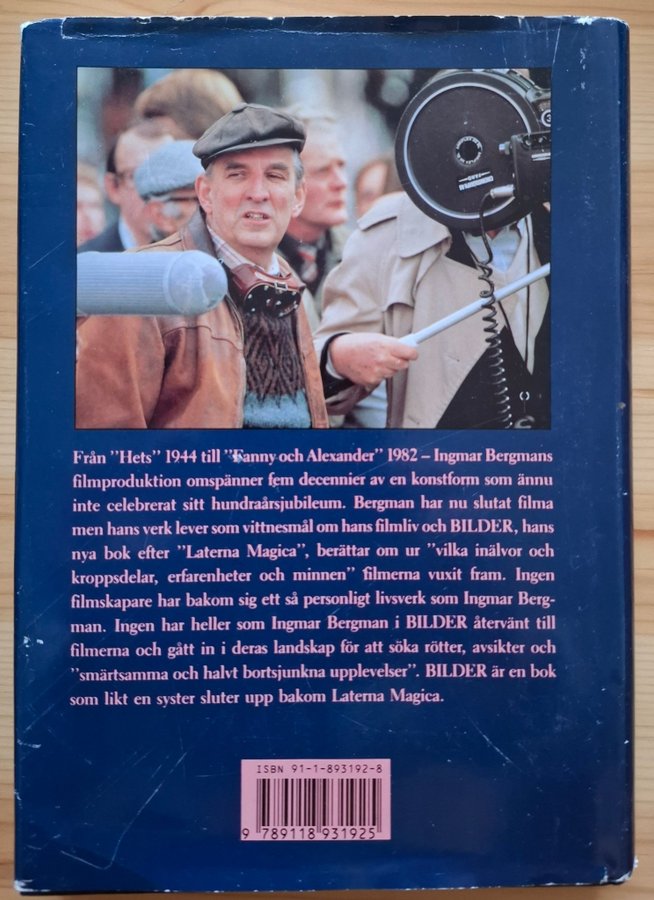 Från ”Hets” 1944 till ”Fanny och Alexander” 1982 – Ingmar Bergmans
filmproduktion omspänner fem decennier av en konstform som ännu
inte celebrerat sitt hundraårsjubileum. Bergman har nu slutat filma
men hans verk lever som vittnesmål om hans filmliv och BILDER, hans
nya bok efter ”Laterna Magica”, berättar om ur ”vilka inälvor och
kroppsdelar, erfarenheter och minnen” filmerna vuxit fram. Ingen
filmskapare har bakom sig ett så personligt livsverk som Ingmar Berg-
man. Ingen har heller som Ingmar Bergman i BILDER återvänt till
filmerna och gått in i deras landskap för att söka rötter, avsikter och
”smärtsamma och halvt bortsjunkna upplevelser”. BILDER är en bok
som likt en syster sluter upp bakom Laterna Magica.
ISBN 91-1-893192-8
9 789118 931925